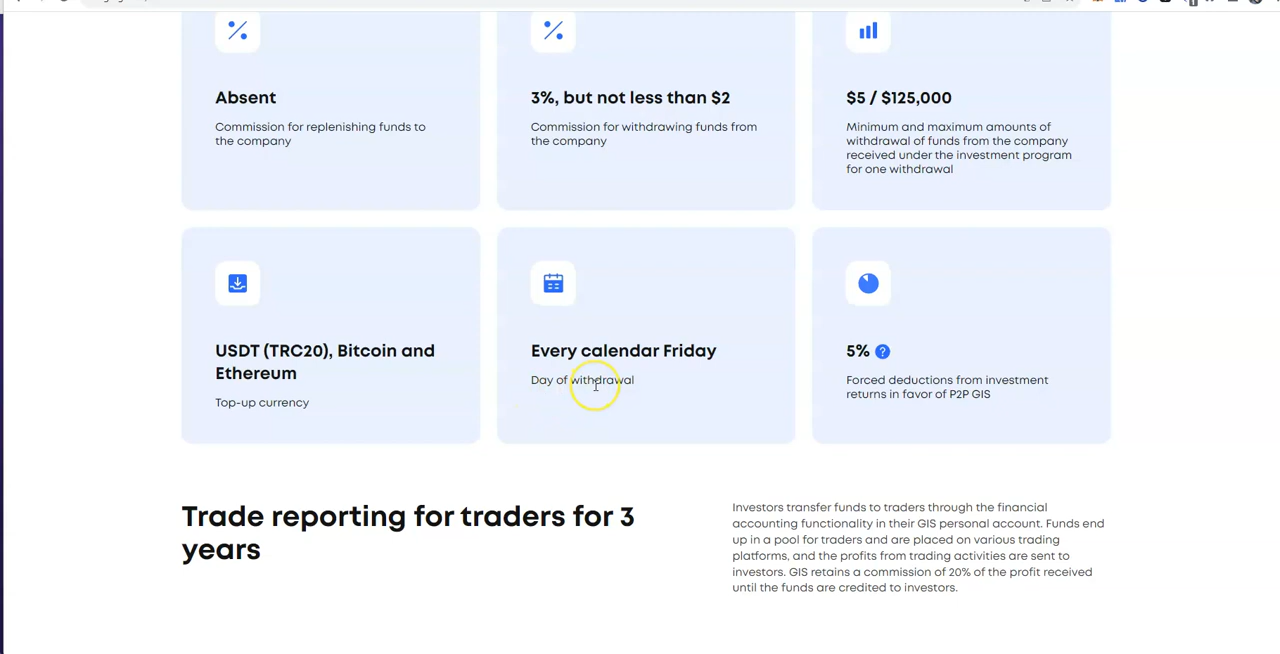 Absent
Commission for replenishing funds to
the company
3%, but not less than $2
Commission for withdrawing funds from
the company
$5 / $125,000
Minimum and maximum amounts of
withdrawal of funds from the company
received under the investment program
for one withdrawal
USDT (TRC20), Bitcoin and
Ethereum
Top-up currency
Every calendar Friday
Day of withdrawal
5% ?
Forced deductions from investment
returns in favor of P2P GIS
Trade reporting for traders for 3
years
Investors transfer funds to traders through the financial
accounting functionality in their GIS personal account. Funds end
up in a pool for traders and are placed on various trading
platforms, and the profits from trading activities are sent to
investors. GIS retains a commission of 20% of the profit received
until the funds are credited to investors.